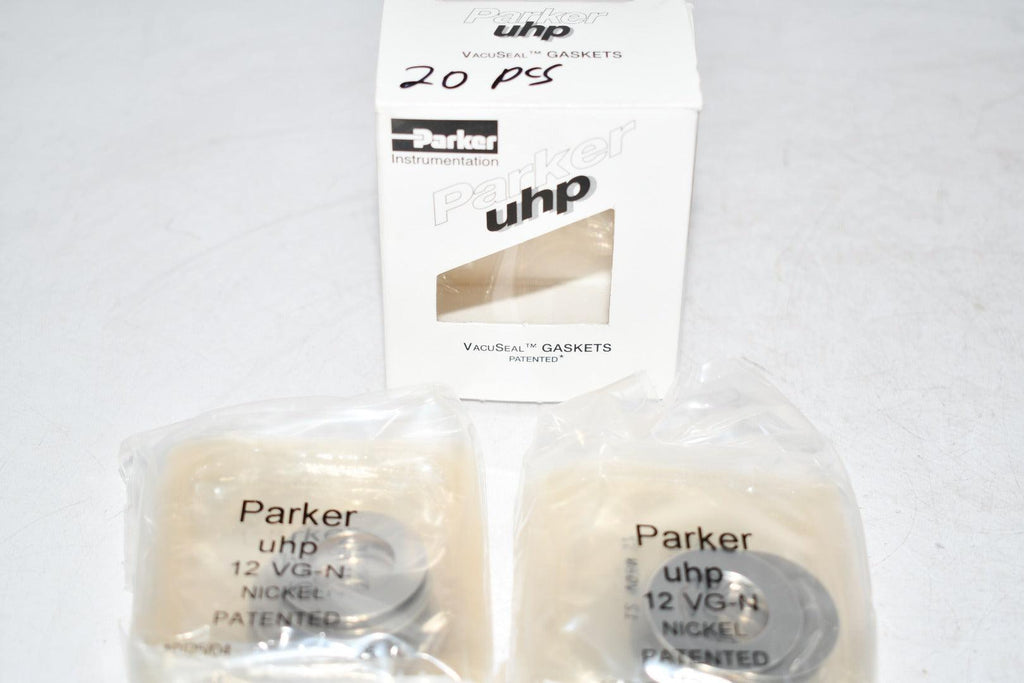 Parker
uhp
VACUSEAL™ GASKETS
20 pcs
Parker
Instrumentation
Parker
uhp
VACUSEAL™ GASKETS
PATENTED*
Parker
uhp
12 VG-N
NICKEL
PATENTED
Parker
uhp
12 VG-N
NICKEL
PATENTED